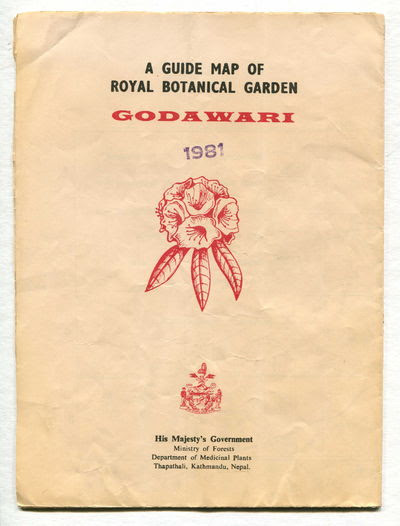 A GUIDE MAP OF
ROYAL BOTANICAL GARDEN
GODAWARI
1981
His Majesty's Government
Ministry of Forests
Department of Medicinal Plants
Thapathali, Kathmandu, Nepal.